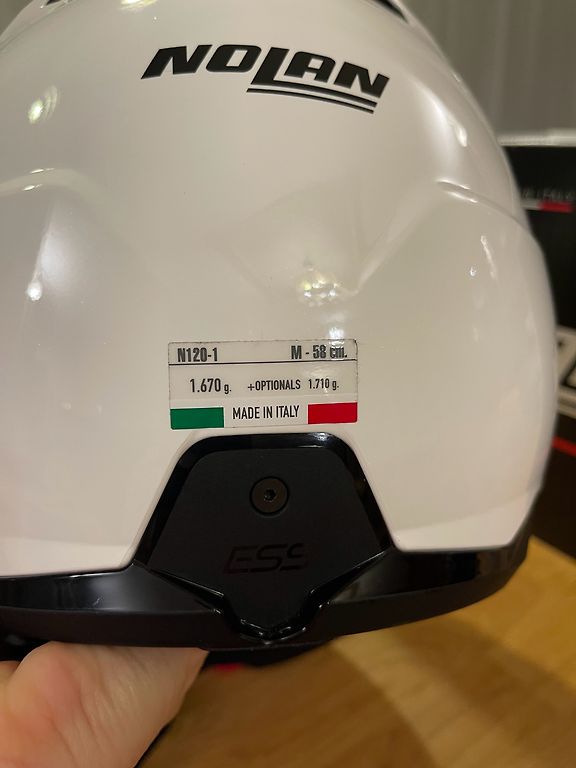 NOLAN
N120-1 M - 58 cm.
1.670 g. +OPTIONALS 1.710 g.
MADE IN ITALY
ESS